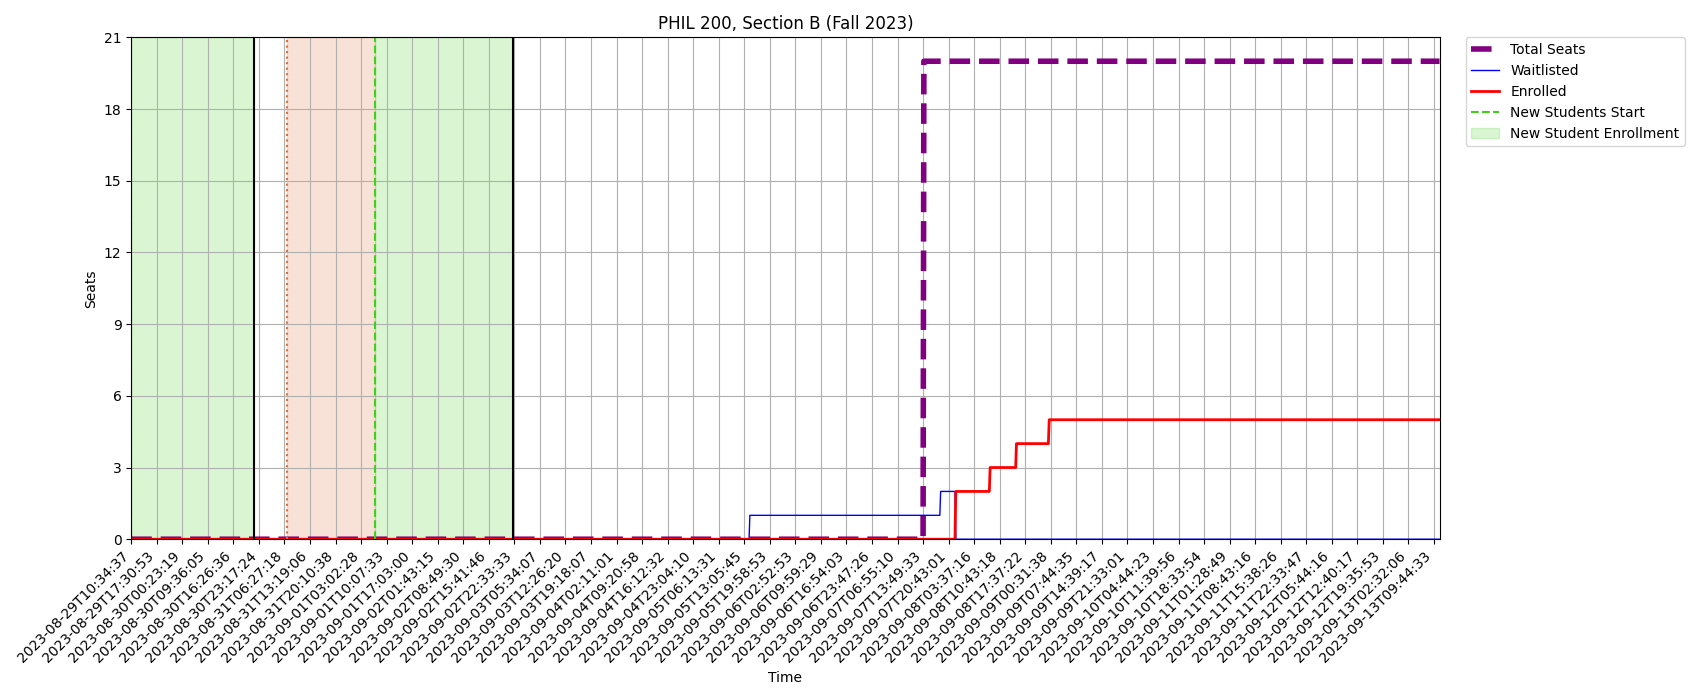 PHIL 200, Section B (Fall 2023)
21
18
15
12
9
6
3
0
Seats
2023-08-29T10:34:37
2023-08-29T17:30:53
2023-08-30T00:23:19
2023-08-30T09:36:05
2023-08-30T16:26:36
2023-08-30T23:17:24
2023-08-31T06:27:18
2023-08-31T13:19:06
2023-08-31T20:10:38
2023-09-01T03:02:28
2023-09-01T10:07:33
2023-09-01T17:03:00
2023-09-02T01:43:15
2023-09-02T08:49:30
2023-09-02T15:41:46
2023-09-02T22:33:33
2023-09-03T05:34:07
2023-09-03T12:26:20
2023-09-03T19:18:07
2023-09-04T02:11:01
2023-09-04T09:20:58
2023-09-04T16:12:32
2023-09-04T23:04:10
2023-09-05T06:13:31
2023-09-05T13:05:45
2023-09-05T19:58:53
2023-09-06T02:52:53
2023-09-06T09:59:29
2023-09-06T16:54:03
2023-09-06T23:47:26
2023-09-07T06:55:10
2023-09-07T13:49:33
2023-09-07T20:43:01
2023-09-08T03:37:16
2023-09-08T10:43:18
2023-09-08T17:37:22
2023-09-09T00:31:38
2023-09-09T07:44:35
2023-09-09T14:39:17
2023-09-09T21:33:01
2023-09-10T04:44:23
2023-09-10T11:39:56
2023-09-10T18:33:54
2023-09-11T01:28:49
2023-09-11T08:43:16
2023-09-11T15:38:26
2023-09-11T22:33:47
2023-09-12T05:44:16
2023-09-12T12:40:17
2023-09-12T19:35:53
2023-09-13T02:32:06
2023-09-13T09:44:33
Time
Total Seats
Waitlisted
Enrolled
New Students Start
New Student Enrollment